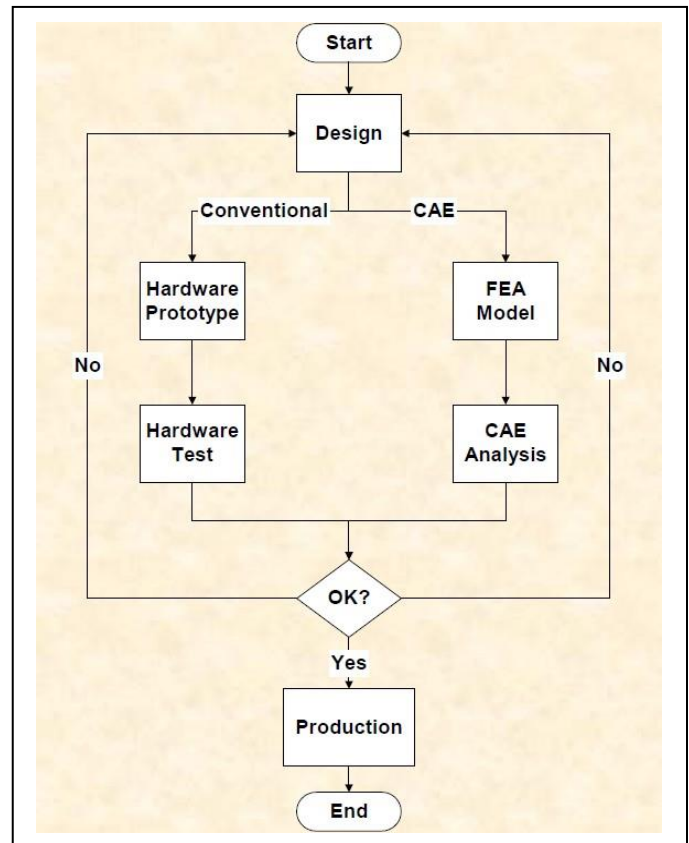 Start
Design
Conventional
CAE
Hardware
Prototype
FEA
Model
No
No
Hardware
Test
CAE
Analysis
OK?
Yes
Production
End